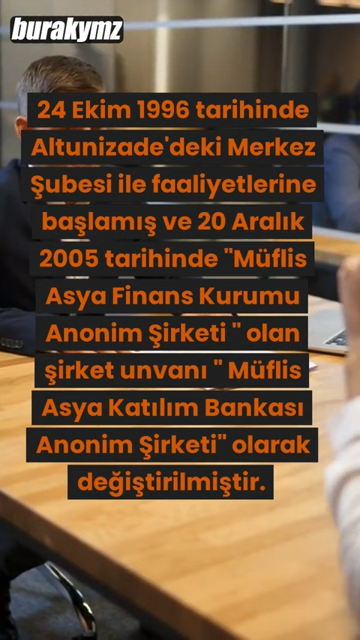 burakymz
24 Ekim 1996 tarihinde
Altunizade'deki Merkez
Şubesi ile faaliyetlerine
başlamış ve 20 Aralık
2005 tarihinde "Müflis
Asya Finans Kurumu
Anonim Şirketi " olan
şirket unvanı " Müflis
Asya Katılım Bankası
Anonim Şirketi" olarak
değiştirilmiştir.